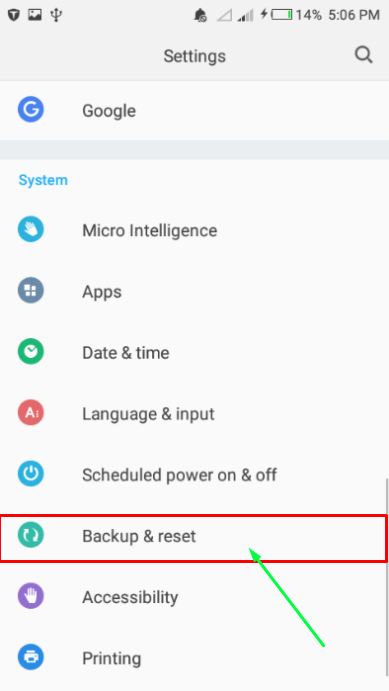 14% 5:06 PM
Settings
Google
System
Micro Intelligence
Apps
Date & time
Language & input
Scheduled power on & off
Backup & reset
Accessibility
Printing